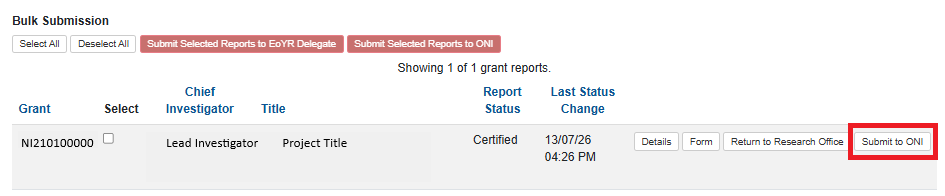 Bulk Submission
Select All Deselect All Submit Selected Reports to EoYR Delegate Submit Selected Reports to ONI
Showing 1 of 1 grant reports.
Grant Select Chief Investigator Title Report Status Last Status Change
NI210100000 Lead Investigator Project Title Certified 13/07/26 04:26 PM Details Form Return to Research Office Submit to ONI